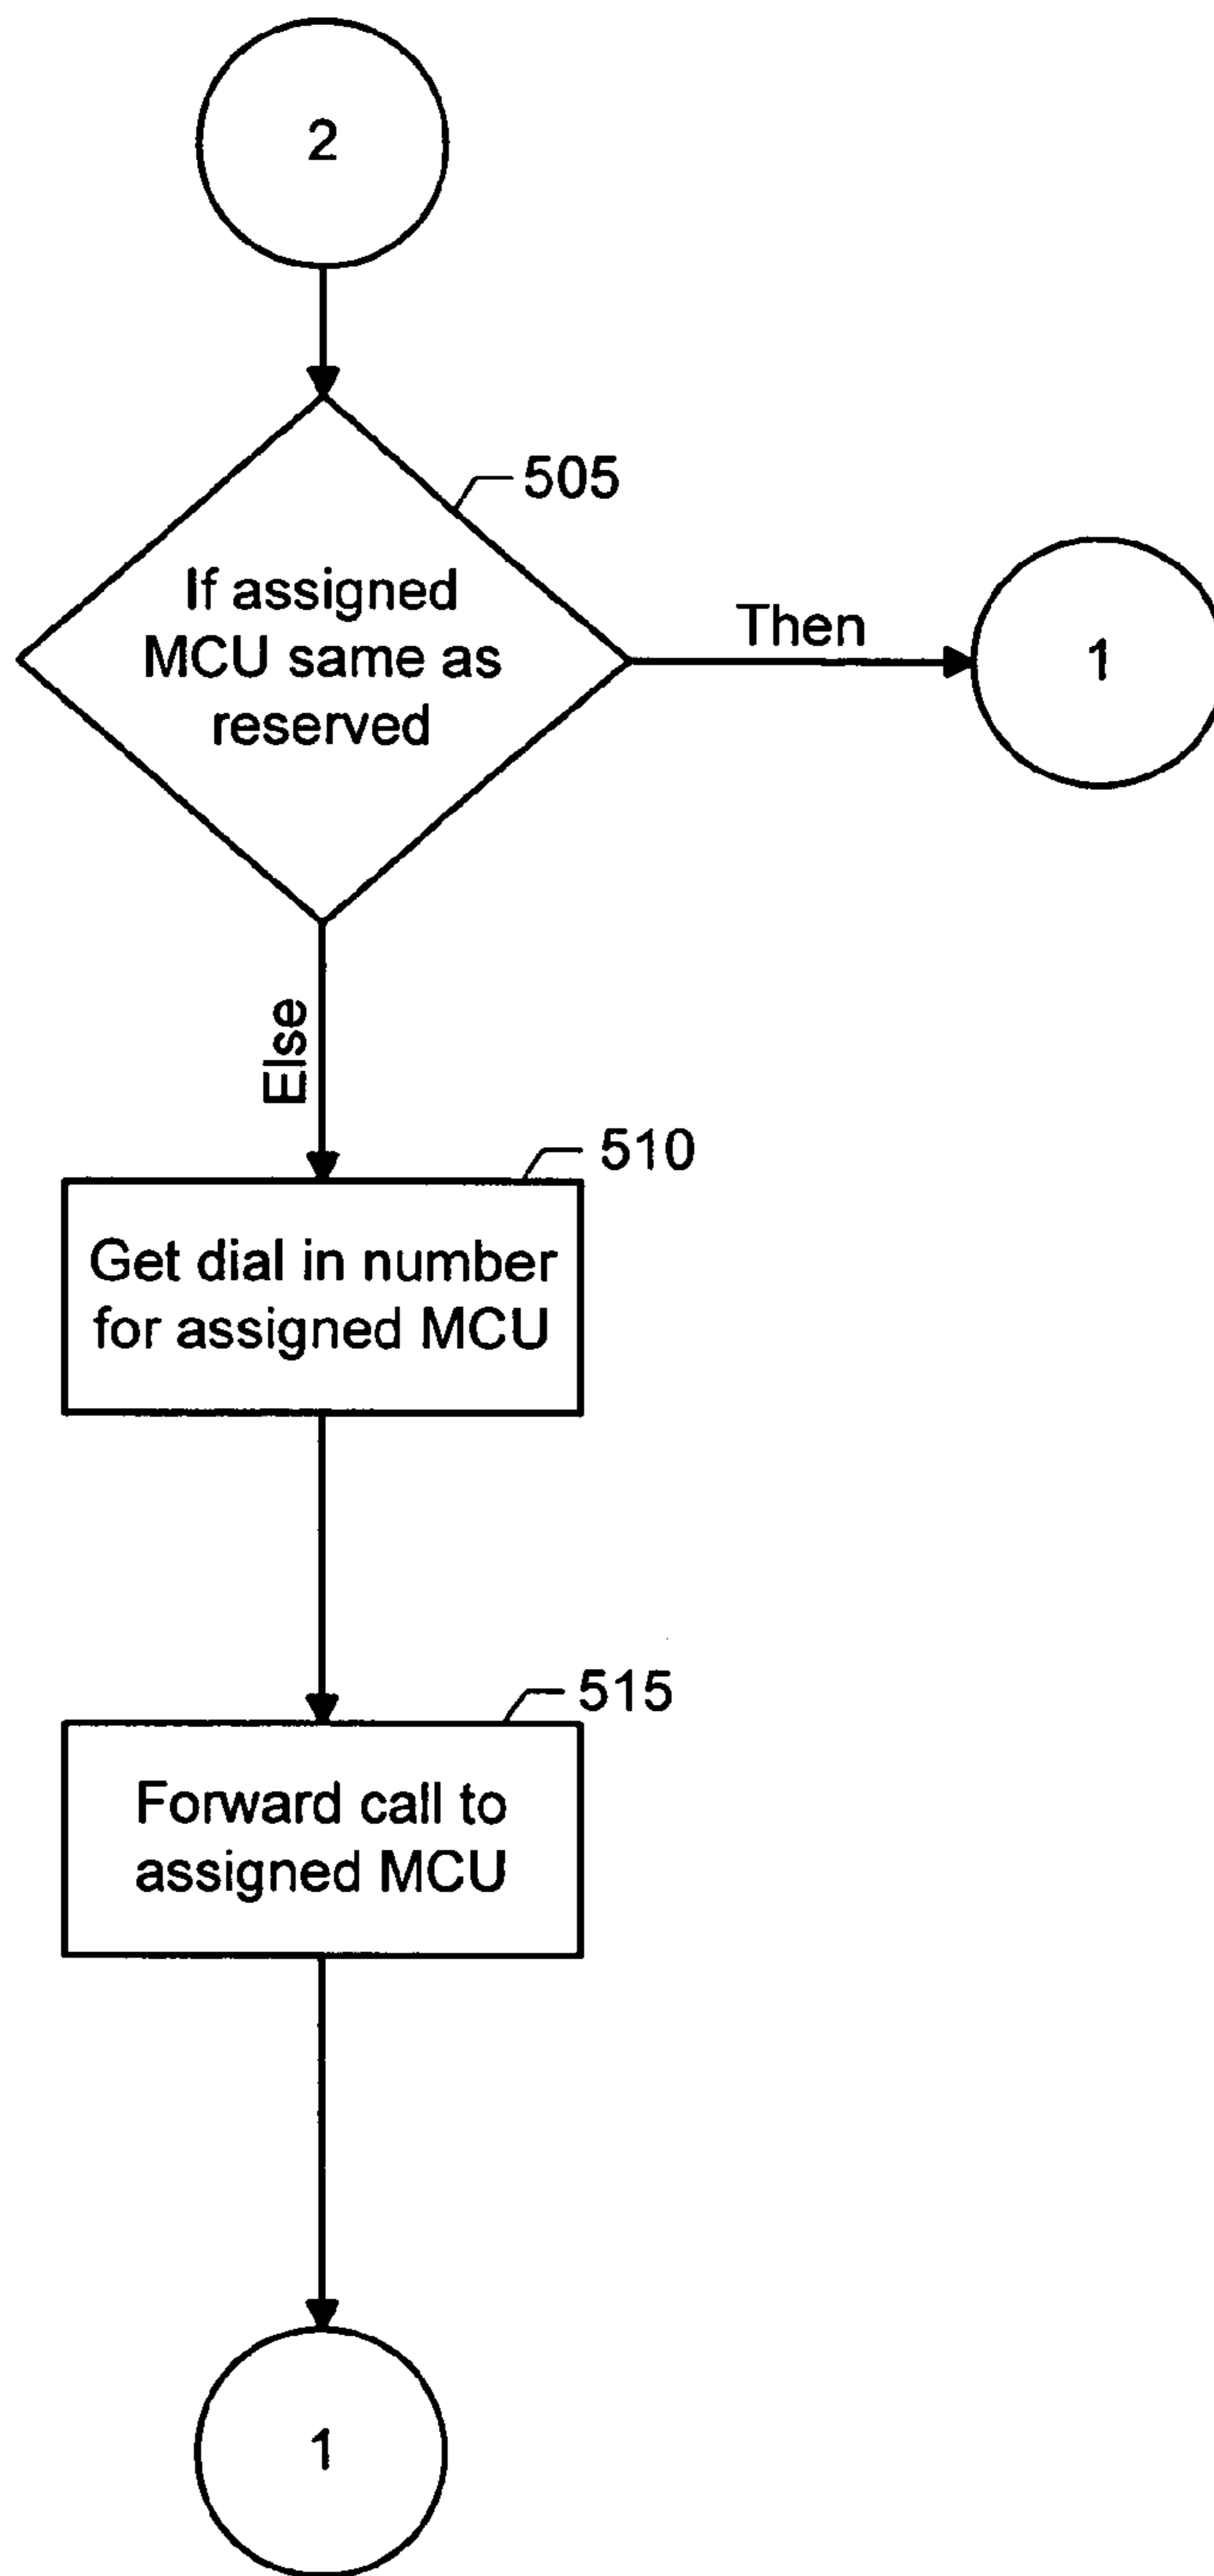 2
505
If assigned
MCU same as
reserved
Then
1
Else
510
Get dial in number
for assigned MCU
515
Forward call to
assigned MCU
1